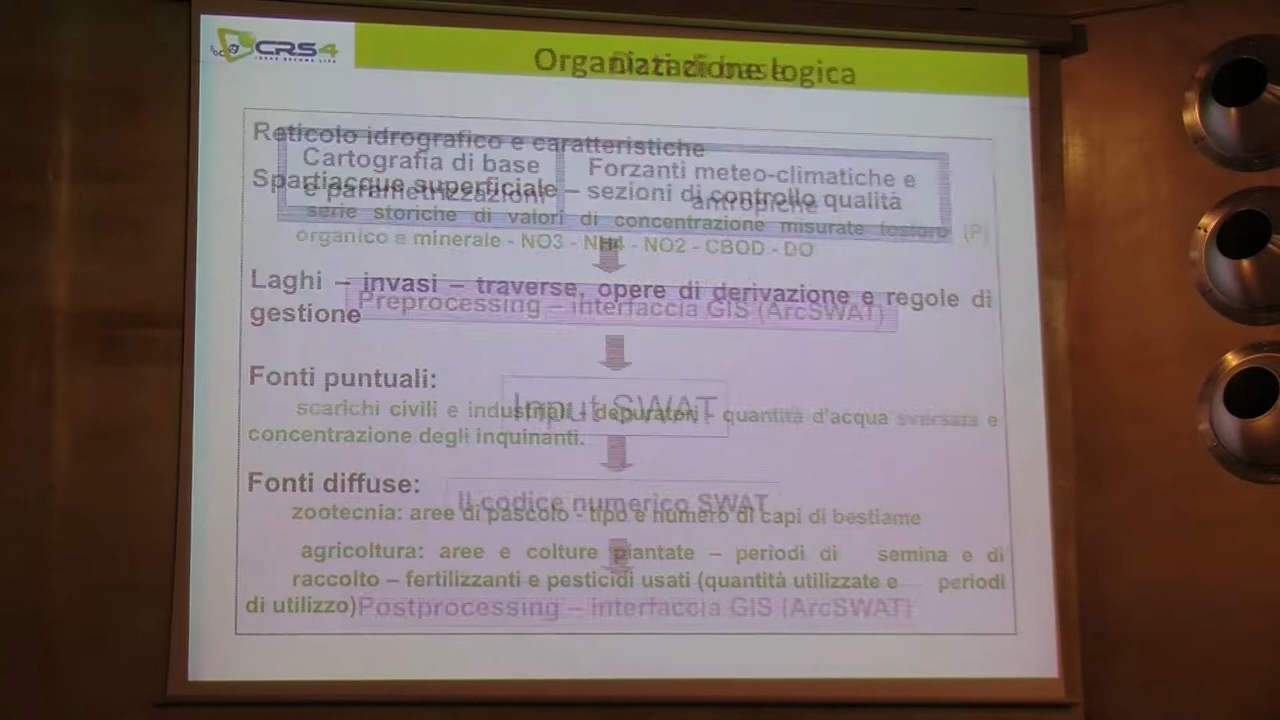 CRS4
Organizzazione logica
Dati di base
Reticolo idrografico e caratteristiche
Cartografia di base
e parametrizzazioni
Forzanti meteo-climatiche e
antropiche
Spartiacque superficiale – sezioni di controllo qualità
serie storiche di valori di concentrazione misurate fosforo (P)
organico e minerale - NO3 - NH4 - NO2 - CBOD - DO
Laghi – invasi – traverse, opere di derivazione e regole di
gestione
Preprocessing – interfaccia GIS (ArcSWAT)
Fonti puntuali:
Input SWAT
scarichi civili e industriali - depuratori - quantità d'acqua sversata e
concentrazione degli inquinanti.
Fonti diffuse:
Il codice numerico SWAT
zootecnia: aree di pascolo - tipo e numero di capi di bestiame
agricoltura: aree e colture piantate – periodi di semina e di
raccolto – fertilizzanti e pesticidi usati (quantità utilizzate e periodi
di utilizzo)
Postprocessing – interfaccia GIS (ArcSWAT)